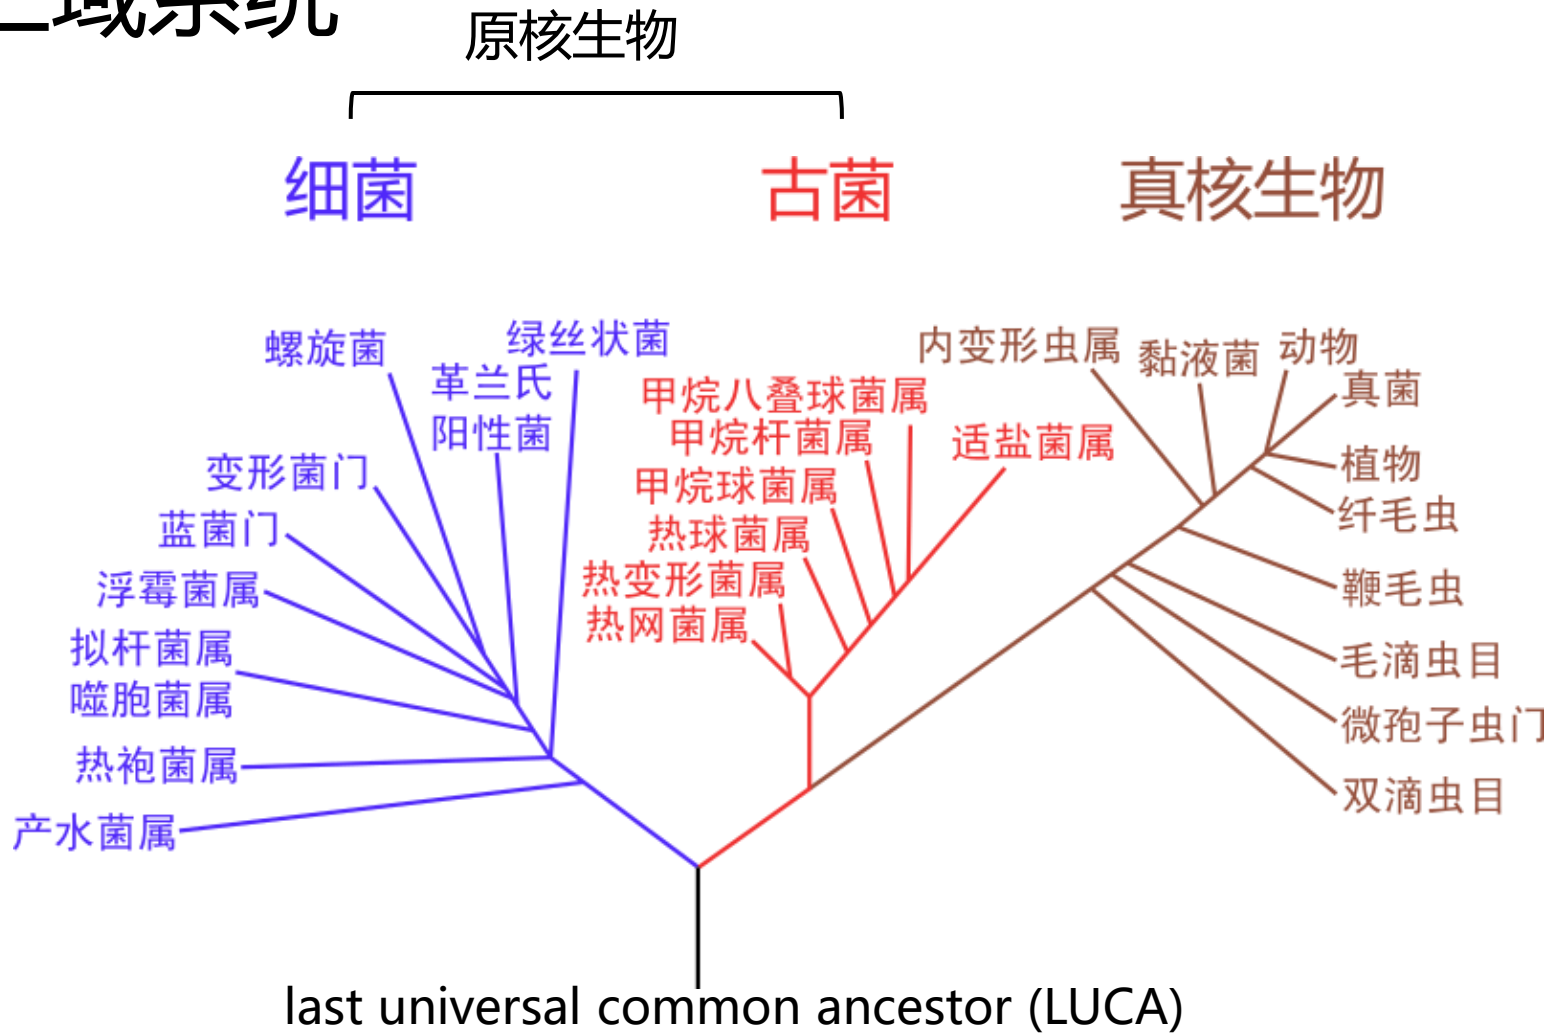 域系统
原核生物
细菌
古菌
真核生物
螺旋菌
绿丝状菌
革兰氏
阳性菌
变形菌门
蓝菌门
浮霉菌属
拟杆菌属
噬胞菌属
热袍菌属
产水菌属
甲烷八叠球菌属
甲烷杆菌属
适盐菌属
甲烷球菌属
热球菌属
热变形菌属
热网菌属
内变形虫属
黏液菌
动物
真菌
植物
纤毛虫
鞭毛虫
毛滴虫目
微孢子虫门
双滴虫目
last universal common ancestor (LUCA)